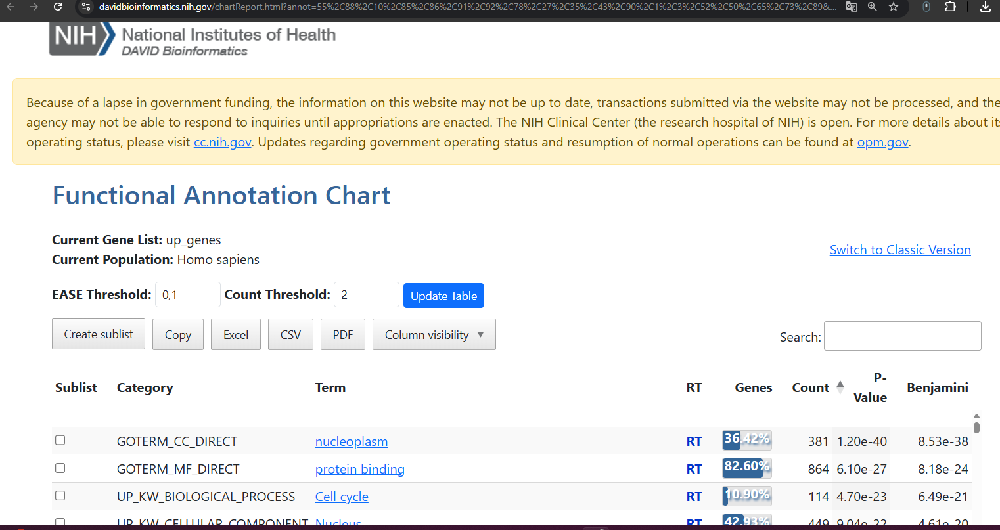 davidbioinformatics.nih.gov/chartReport.html?annot=55%2C88%2C10%2C85%2C86%2C91%2C92%2C78%2C27%2C35%2C43%2C90%2C1%2C3%2C52%2C50%2C65%2C73%2C89&...
NIH National Institutes of Health
DAVID Bioinformatics
Because of a lapse in government funding, the information on this website may not be up to date, transactions submitted via the website may not be processed, and the
agency may not be able to respond to inquiries until appropriations are enacted. The NIH Clinical Center (the research hospital of NIH) is open. For more details about its
operating status, please visit cc.nih.gov. Updates regarding government operating status and resumption of normal operations can be found at opm.gov.
Functional Annotation Chart
Current Gene List: up_genes
Current Population: Homo sapiens
Switch to Classic Version
EASE Threshold: 0,1 Count Threshold: 2 Update Table
Create sublist Copy Excel CSV PDF Column visibility ▼
Search:
Sublist Category Term RT Genes Count P-Value Benjamini
GOTERM_CC_DIRECT nucleoplasm RT 36.42% 381 1.20e-40 8.53e-38
GOTERM_MF_DIRECT protein binding RT 82.60% 864 6.10e-27 8.18e-24
UP_KW_BIOLOGICAL_PROCESS Cell cycle RT 10.90% 114 4.70e-23 6.49e-21
UP_KW_CELLULAR_COMPONENT Nucleus RT 42.93% 449 9.04e-22 4.61e-20